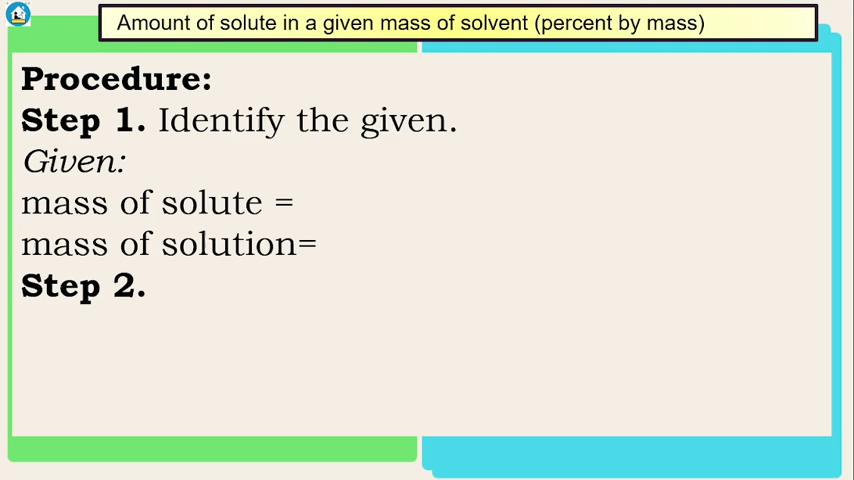 Amount of solute in a given mass of solvent (percent by mass)
Procedure:
Step 1. Identify the given.
Given:
mass of solute =
mass of solution=
Step 2.